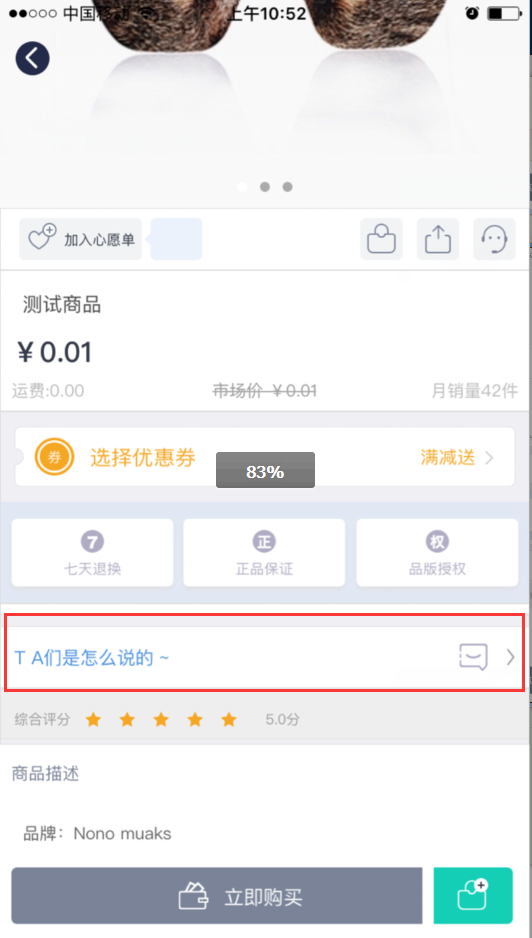 中国移动 上午10:52
加入心愿单
测试商品
￥0.01
运费:0.00 市场价 ￥0.01 月销量42件
券 选择优惠券 满减送
83%
7 正 权
七天退换 正品保证 品版授权
T A们是怎么说的 ~
综合评分 5.0分
商品描述
品牌：Nono muaks
立即购买